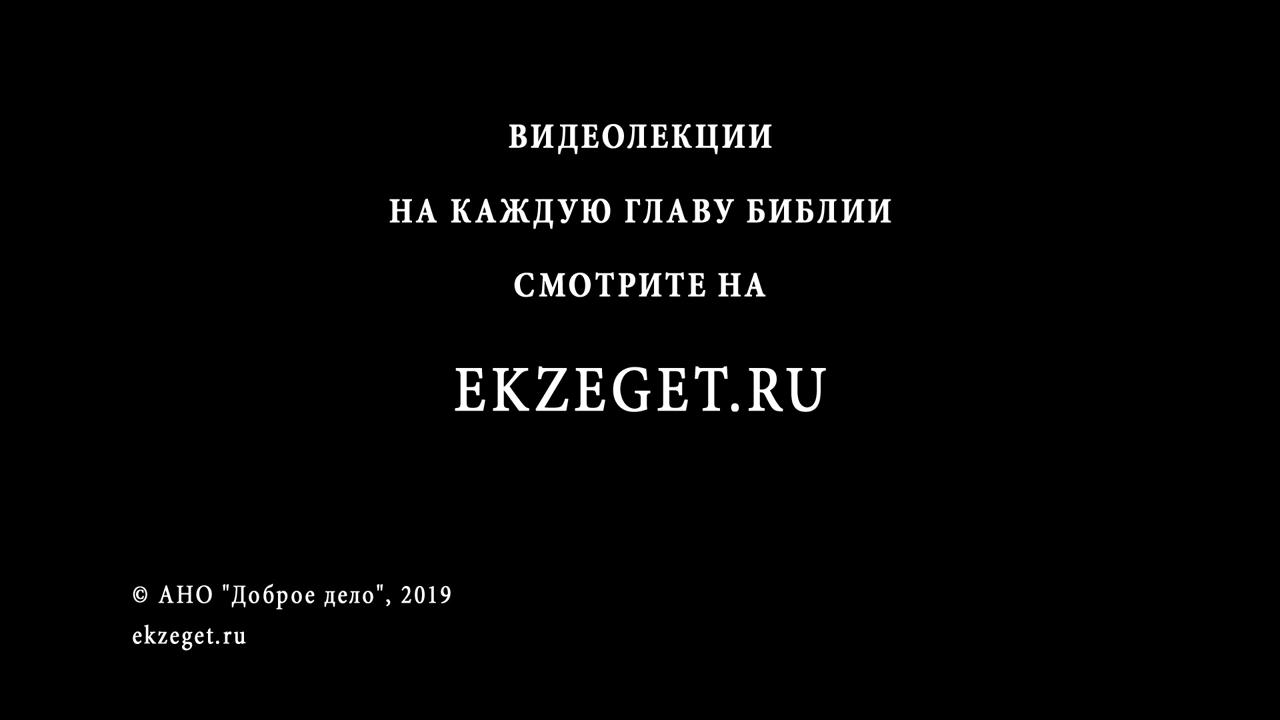 ВИДЕОЛЕКЦИИ
НА КАЖДУЮ ГЛАВУ БИБЛИИ
СМОТРИТЕ НА
EKZEGET.RU
© АНО "Доброе дело", 2019
ekzeget.ru